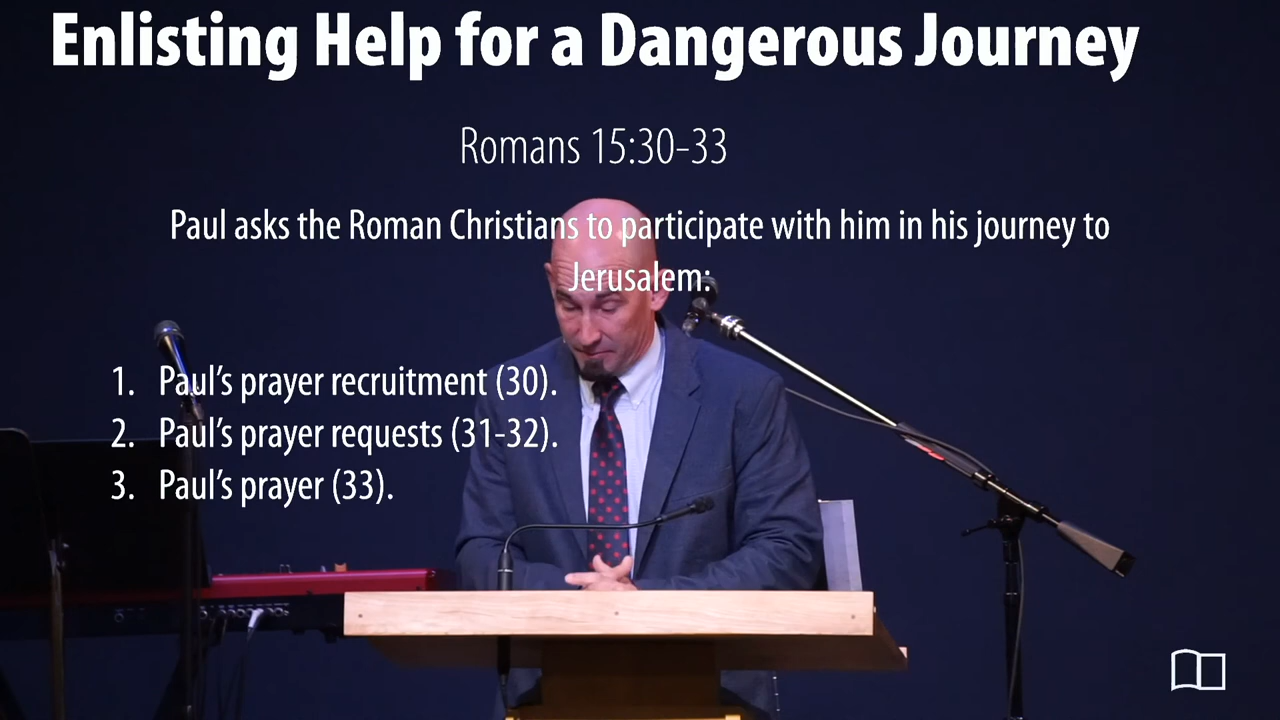 Enlisting Help for a Dangerous Journey
Romans 15:30-33
Paul asks the Roman Christians to participate with him in his journey to
Jerusalem:
1. Paul's prayer recruitment (30).
2. Paul's prayer requests (31-32).
3. Paul's prayer (33).